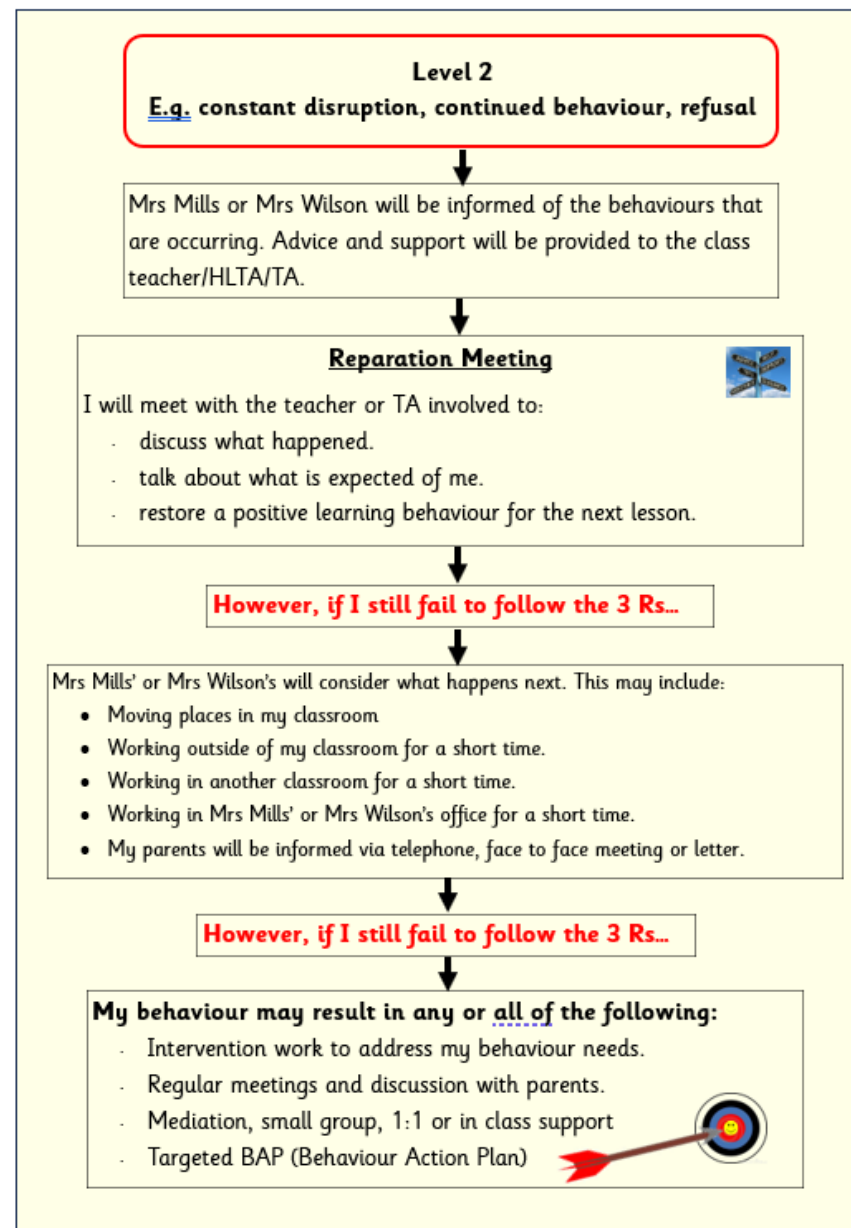 Level 2
E.g. constant disruption, continued behaviour, refusal
Mrs Mills or Mrs Wilson will be informed of the behaviours that
are occurring. Advice and support will be provided to the class
teacher/HLTA/TA.
Reparation Meeting
I will meet with the teacher or TA involved to:
- discuss what happened.
- talk about what is expected of me.
- restore a positive learning behaviour for the next lesson.
However, if I still fail to follow the 3 Rs…
Mrs Mills’ or Mrs Wilson’s will consider what happens next. This may include:
• Moving places in my classroom
• Working outside of my classroom for a short time.
• Working in another classroom for a short time.
• Working in Mrs Mills’ or Mrs Wilson’s office for a short time.
• My parents will be informed via telephone, face to face meeting or letter.
However, if I still fail to follow the 3 Rs…
My behaviour may result in any or all of the following:
- Intervention work to address my behaviour needs.
- Regular meetings and discussion with parents.
- Mediation, small group, 1:1 or in class support
- Targeted BAP (Behaviour Action Plan)